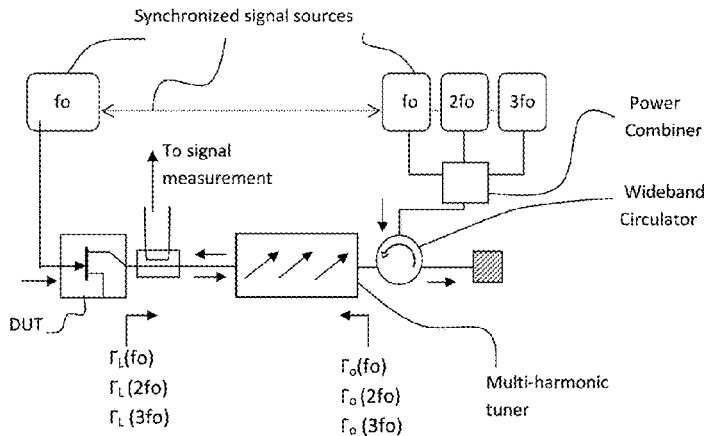 Synchronized signal sources
fo
fo
2fo
3fo
Power
Combiner
To signal
measurement
Wideband
Circulator
DUT
ΓL(fo)
ΓL(2fo)
ΓL(3fo)
Γo(fo)
Γo(2fo)
Γo(3fo)
Multi-harmonic
tuner